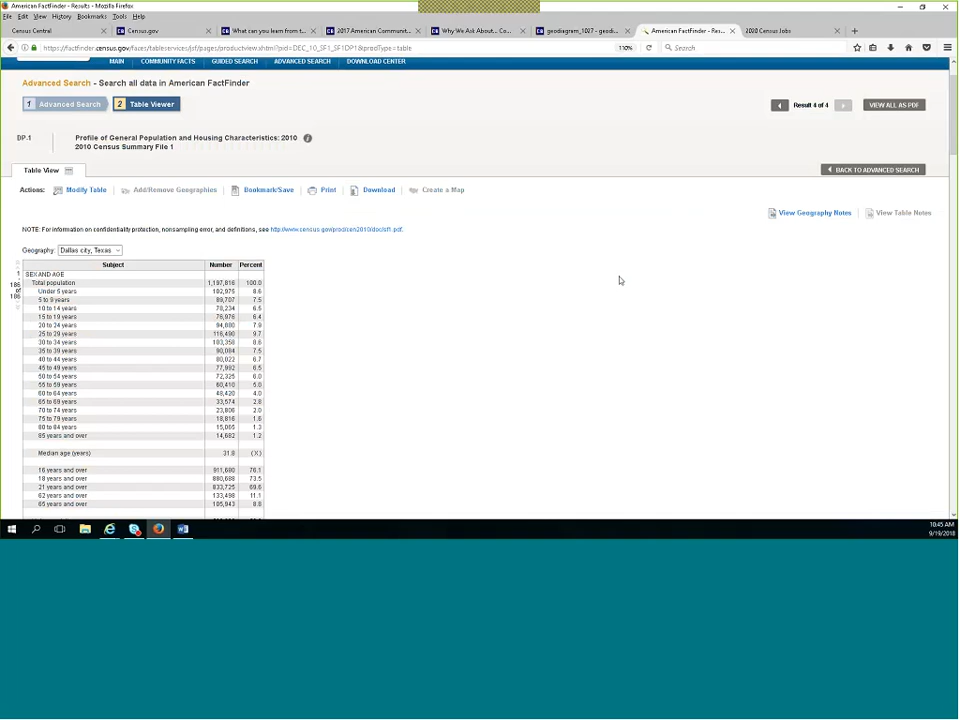 American FactFinder - Results - Mozilla Firefox
File Edit View History Bookmarks Tools Help
Census Central Census.gov What can you learn from t... 2017 American Communit... Why We Ask About... Co... geodiagram_1027 - geodi... American FactFinder - Res... 2020 Census Jobs
https://factfinder.census.gov/faces/tableservices/jsf/pages/productview.xhtml?pid=DEC_10_SF1_SF1DP1&prodType=table 110% Search
MAIN COMMUNITY FACTS GUIDED SEARCH ADVANCED SEARCH DOWNLOAD CENTER
Advanced Search - Search all data in American FactFinder
1 Advanced Search 2 Table Viewer
Result 4 of 4 VIEW ALL AS PDF
DP-1 Profile of General Population and Housing Characteristics: 2010
2010 Census Summary File 1
Table View
BACK TO ADVANCED SEARCH
Actions: Modify Table Add/Remove Geographies Bookmark/Save Print Download Create a Map
View Geography Notes View Table Notes
NOTE: For information on confidentiality protection, nonsampling error, and definitions, see http://www.census.gov/prod/cen2010/doc/sf1.pdf.
Geography: Dallas city, Texas
Subject Number Percent
1
-
186
of
186
SEX AND AGE
Total population 1,197,816 100.0
Under 5 years 102,975 8.6
5 to 9 years 89,707 7.5
10 to 14 years 78,234 6.5
15 to 19 years 76,976 6.4
20 to 24 years 94,880 7.9
25 to 29 years 116,490 9.7
30 to 34 years 103,358 8.6
35 to 39 years 90,084 7.5
40 to 44 years 80,022 6.7
45 to 49 years 77,992 6.5
50 to 54 years 72,325 6.0
55 to 59 years 60,410 5.0
60 to 64 years 48,420 4.0
65 to 69 years 33,574 2.8
70 to 74 years 23,806 2.0
75 to 79 years 18,816 1.6
80 to 84 years 15,065 1.3
85 years and over 14,682 1.2
Median age (years) 31.8 (X)
16 years and over 911,680 76.1
18 years and over 880,688 73.5
21 years and over 833,725 69.6
62 years and over 133,498 11.1
65 years and over 105,943 8.8
10:45 AM
9/19/2018